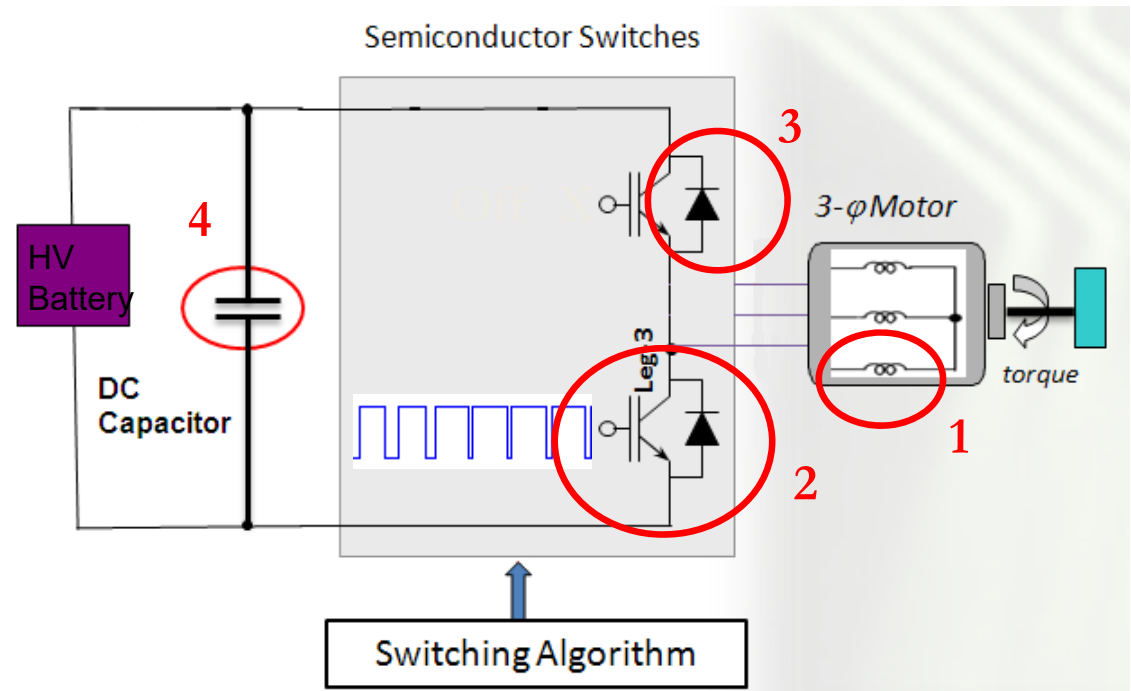 Semiconductor Switches
3
3-φMotor
4
HV
Battery
Leg 3
torque
DC
Capacitor
1
2
Switching Algorithm